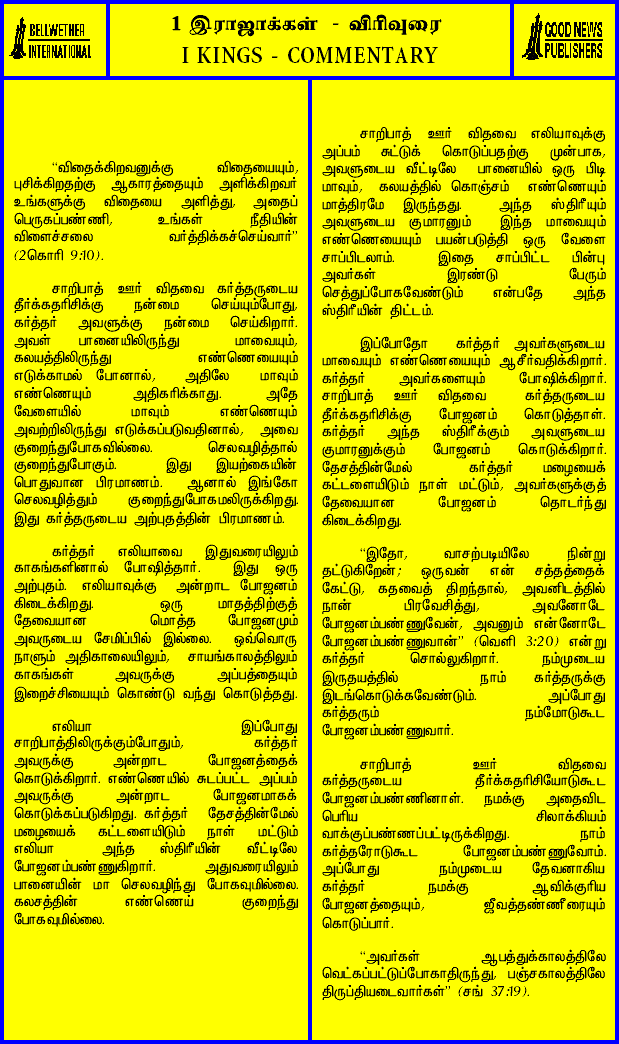 BELLWETHER
INTERNATIONAL
1 இராஜாக்கள் - விரிவுரை
I KINGS - COMMENTARY
GOOD NEWS
PUBLISHERS
“விதைக்கிறவனுக்கு விதையையும்,
புசிக்கிறதற்கு ஆகாரத்தையும் அளிக்கிறவர்
உங்களுக்கு விதையை அளித்து, அதைப்
பெருகப்பண்ணி, உங்கள் நீதியின்
விளைச்சலை வர்த்திக்கச்செய்வார்”
(2கொரி 9:10).
சாறிபாத் ஊர் விதவை கர்த்தருடைய
தீர்க்கதரிசிக்கு நன்மை செய்யும்போது,
கர்த்தர் அவளுக்கு நன்மை செய்கிறார்.
அவள் பானையிலிருந்து மாவையும்,
கலயத்திலிருந்து எண்ணெயையும்
எடுக்காமல் போனால், அதிலே மாவும்
எண்ணெயும் அதிகரிக்காது. அதே
வேளையில் மாவும் எண்ணெயும்
அவற்றிலிருந்து எடுக்கப்படுவதினால், அவை
குறைந்துபோகவில்லை. செலவழித்தால்
குறைந்துபோகும். இது இயற்கையின்
பொதுவான பிரமாணம். ஆனால் இங்கோ
செலவழித்தும் குறைந்துபோகமலிருக்கிறது.
இது கர்த்தருடைய அற்புதத்தின் பிரமாணம்.
கர்த்தர் எலியாவை இதுவரையிலும்
காகங்களினால் போஷித்தார். இது ஒரு
அற்புதம். எலியாவுக்கு அன்றாட போஜனம்
கிடைக்கிறது. ஒரு மாதத்திற்குத்
தேவையான மொத்த போஜனமும்
அவருடைய சேமிப்பில் இல்லை. ஒவ்வொரு
நாளும் அதிகாலையிலும், சாயங்காலத்திலும்
காகங்கள் அவருக்கு அப்பத்தையும்
இறைச்சியையும் கொண்டு வந்து கொடுத்தது.
எலியா இப்போது
சாறிபாத்திலிருக்கும்போதும், கர்த்தர்
அவருக்கு அன்றாட போஜனத்தைக்
கொடுக்கிறார். எண்ணெயில் சுடப்பட்ட அப்பம்
அவருக்கு அன்றாட போஜனமாகக்
கொடுக்கப்படுகிறது. கர்த்தர் தேசத்தின்மேல்
மழையைக் கட்டளையிடும் நாள் மட்டும்
எலியா அந்த ஸ்திரீயின் வீட்டிலே
போஜனம்பண்ணுகிறார். அதுவரையிலும்
பானையின் மா செலவழிந்து போகவுமில்லை.
கலசத்தின் எண்ணெய் குறைந்து
போகவுமில்லை.
சாறிபாத் ஊர் விதவை எலியாவுக்கு
அப்பம் சுட்டுக் கொடுப்பதற்கு முன்பாக,
அவளுடைய வீட்டிலே பானையில் ஒரு பிடி
மாவும், கலயத்தில் கொஞ்சம் எண்ணெயும்
மாத்திரமே இருந்தது. அந்த ஸ்திரீயும்
அவளுடைய குமாரனும் இந்த மாவையும்
எண்ணெயையும் பயன்படுத்தி ஒரு வேளை
சாப்பிடலாம். இதை சாப்பிட்ட பின்பு
அவர்கள் இரண்டு பேரும்
செத்துப்போகவேண்டும் என்பதே அந்த
ஸ்திரீயின் திட்டம்.
இப்போதோ கர்த்தர் அவர்களுடைய
மாவையும் எண்ணெயையும் ஆசீர்வதிக்கிறார்.
கர்த்தர் அவர்களையும் போஷிக்கிறார்.
சாறிபாத் ஊர் விதவை கர்த்தருடைய
தீர்க்கதரிசிக்கு போஜனம் கொடுத்தாள்.
கர்த்தர் அந்த ஸ்திரீக்கும் அவளுடைய
குமாரனுக்கும் போஜனம் கொடுக்கிறார்.
தேசத்தின்மேல் கர்த்தர் மழையைக்
கட்டளையிடும் நாள் மட்டும், அவர்களுக்குத்
தேவையான போஜனம் தொடர்ந்து
கிடைக்கிறது.
“இதோ, வாசற்படியிலே நின்று
தட்டுகிறேன்; ஒருவன் என் சத்தத்தைக்
கேட்டு, கதவைத் திறந்தால், அவனிடத்தில்
நான் பிரவேசித்து, அவனோடே
போஜனம்பண்ணுவேன், அவனும் என்னோடே
போஜனம்பண்ணுவான்” (வெளி 3:20) என்று
கர்த்தர் சொல்லுகிறார். நம்முடைய
இருதயத்தில் நாம் கர்த்தருக்கு
இடங்கொடுக்கவேண்டும். அப்போது
கர்த்தரும் நம்மோடுகூட
போஜனம்பண்ணுவார்.
சாறிபாத் ஊர் விதவை
கர்த்தருடைய தீர்க்கதரிசியோடுகூட
போஜனம்பண்ணினாள். நமக்கு அதைவிட
பெரிய சிலாக்கியம்
வாக்குப்பண்ணப்பட்டிருக்கிறது. நாம்
கர்த்தரோடுகூட போஜனம்பண்ணுவோம்.
அப்போது நம்முடைய தேவனாகிய
கர்த்தர் நமக்கு ஆவிக்குரிய
போஜனத்தையும், ஜீவத்தண்ணீரையும்
கொடுப்பார்.
“அவர்கள் ஆபத்துக்காலத்திலே
வெட்கப்பட்டுப்போகாதிருந்து, பஞ்சகாலத்திலே
திருப்தியடைவார்கள்” (சங் 37:19).